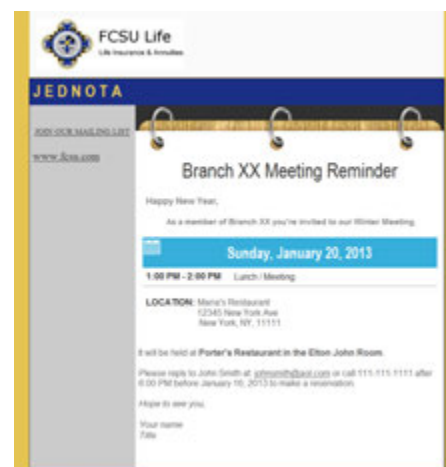 FCSU Life
Life Insurance & Annuities
JEDNOTA
JOIN OUR MAILING LIST
www.fcsu.com
Branch XX Meeting Reminder
Happy New Year,
As a member of Branch XX you're invited to our Winter Meeting.
Sunday, January 20, 2013
1:00 PM - 2:00 PM Lunch / Meeting
LOCATION: Mama's Restaurant
12345 New York Ave
New York, NY, 11111
It will be held at Porter's Restaurant in the Elton John Room.
Please reply to John Smith at johnsmith@aol.com or call 111-111-1111 after
6:00 PM before January 16, 2013 to make a reservation.
Hope to see you,
Your name
Title